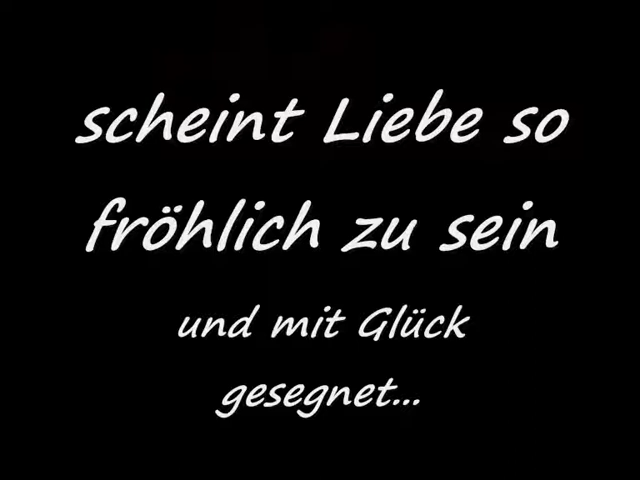 scheint Liebe so
fröhlich zu sein
und mit Glück
gesegnet...